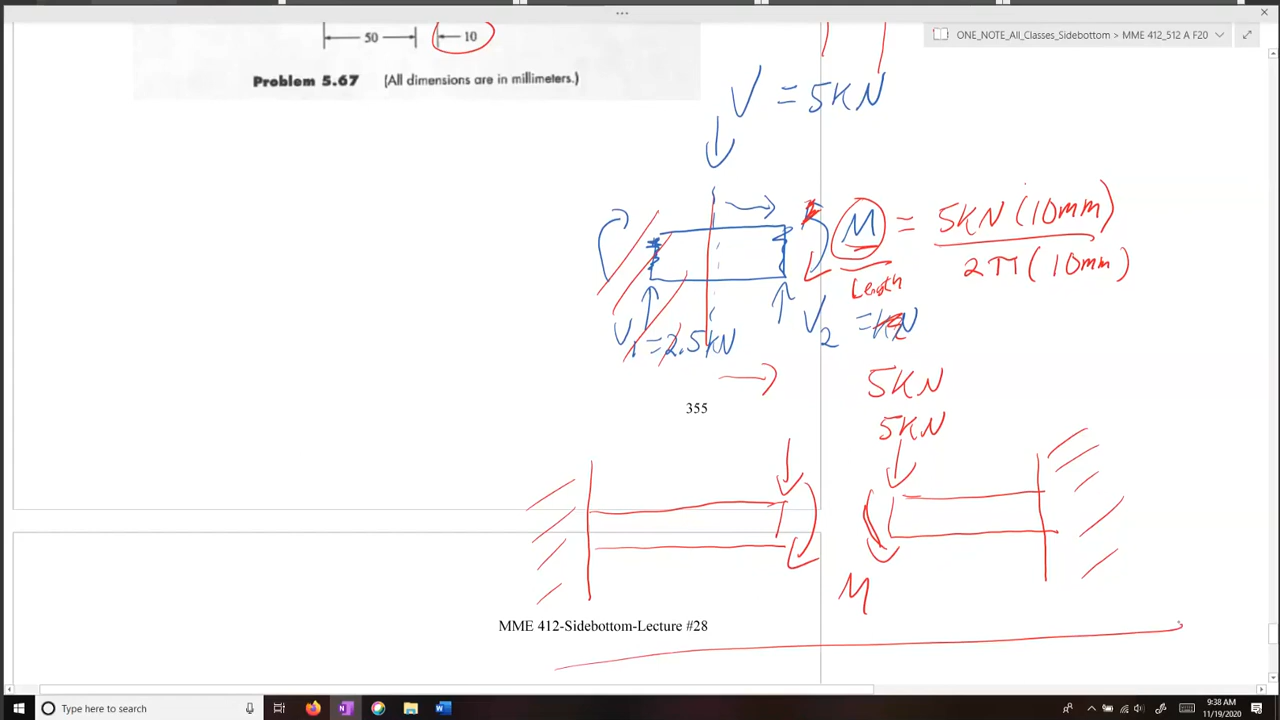 ONE_NOTE_All_Classes_Sidebottom > MME 412_512 A F20
50
10
Problem 5.67 (All dimensions are in millimeters.)
V = 5KN
M = 5KN (10mm)
2π (10mm)
Length
V1 = 2.5KN
V2 =
5KN
355
5KN
M
MME 412-Sidebottom-Lecture #28
Type here to search
9:38 AM
11/19/2020